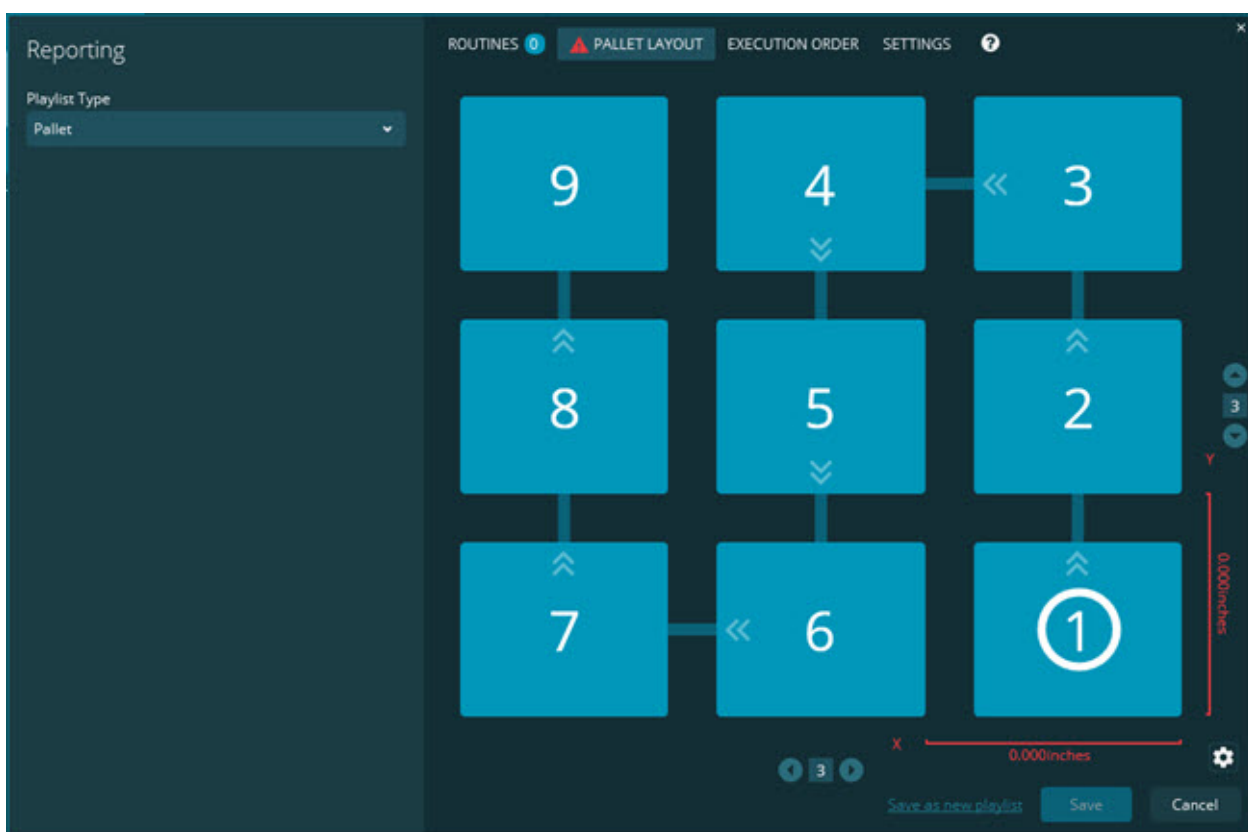 Reporting
Playlist Type
Pallet
ROUTINES 0 PALLET LAYOUT EXECUTION ORDER SETTINGS ?
9 4 3
8 5 2
3
Y
7 6 1
0.000inches
X
0.000inches
3
Save as new playlist Save Cancel